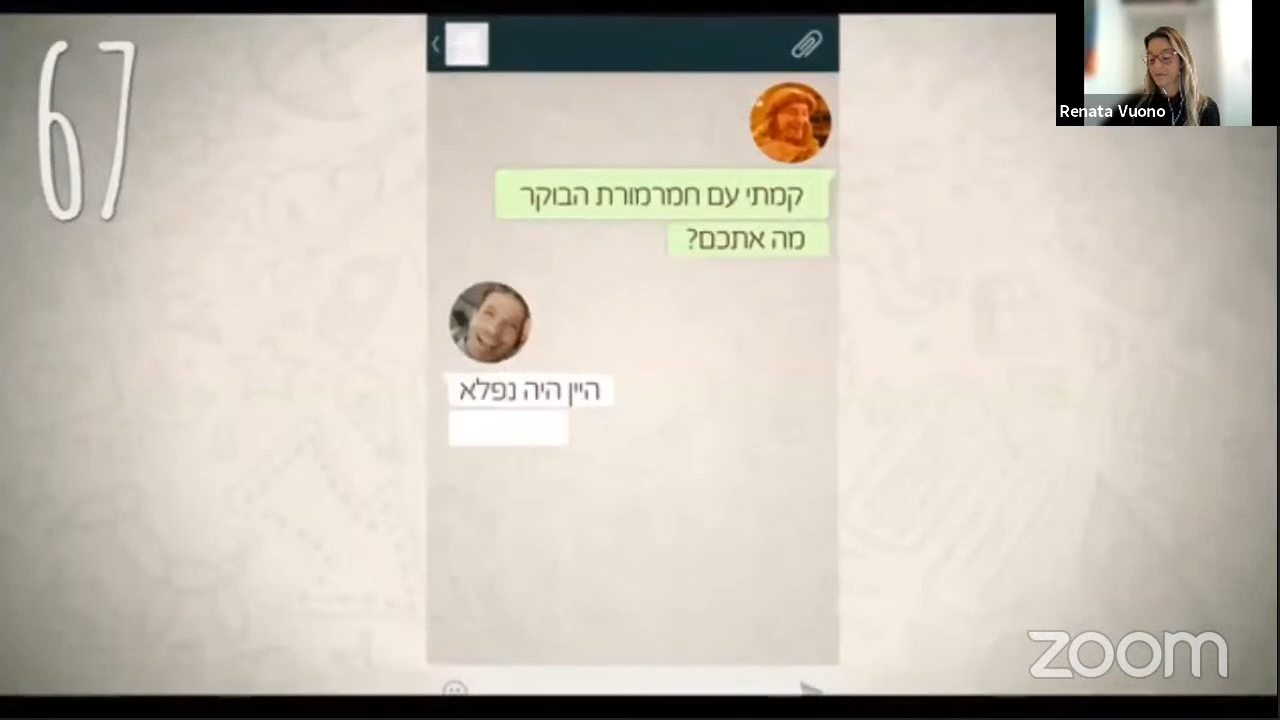 67
Renata Vuono
קמתי עם חמרמורת הבוקר
מה אתכם?
היין היה נפלא
zoom